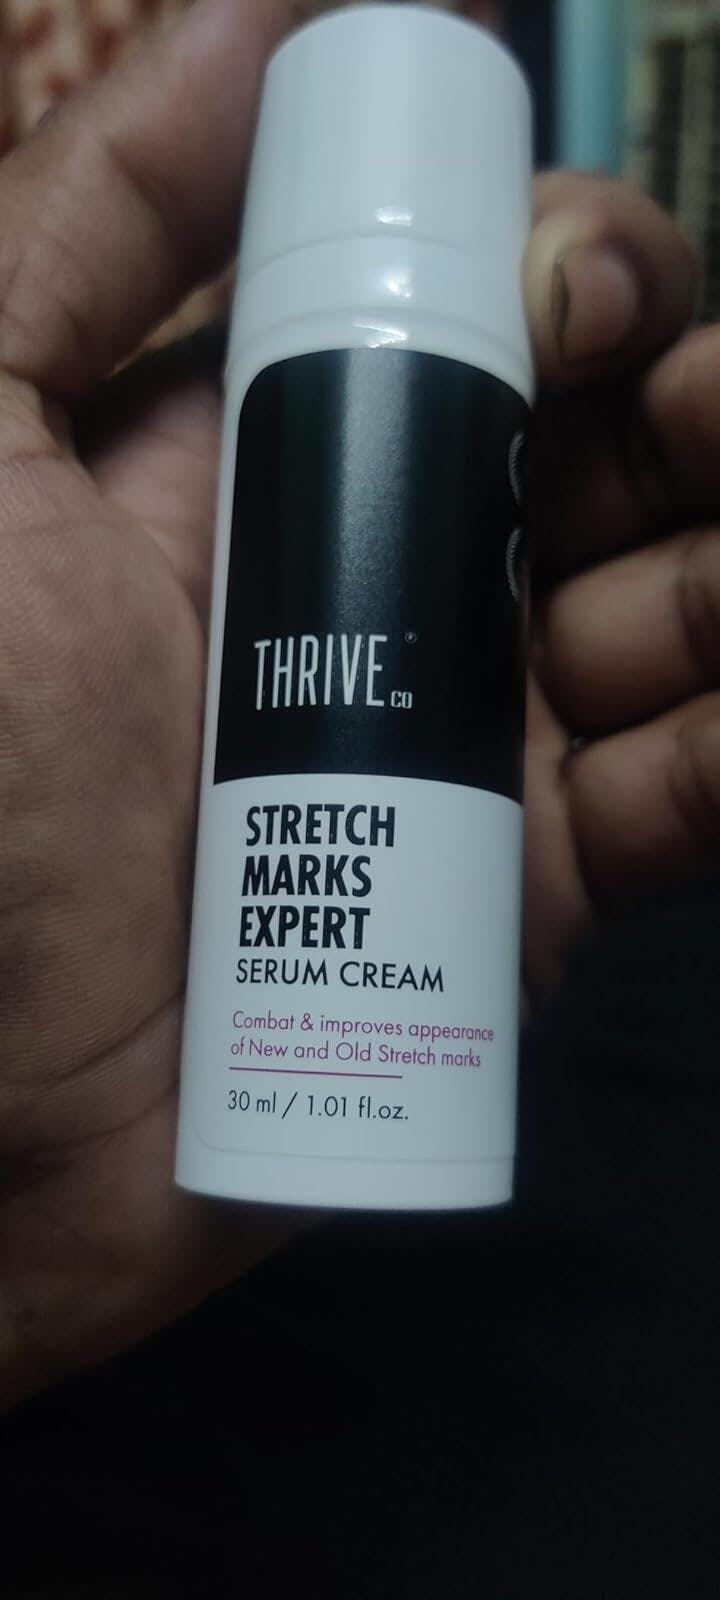 THRIVE co
STRETCH
MARKS
EXPERT
SERUM CREAM
Combat & improves appearance
of New and Old Stretch marks
30 ml / 1.01 fl.oz.